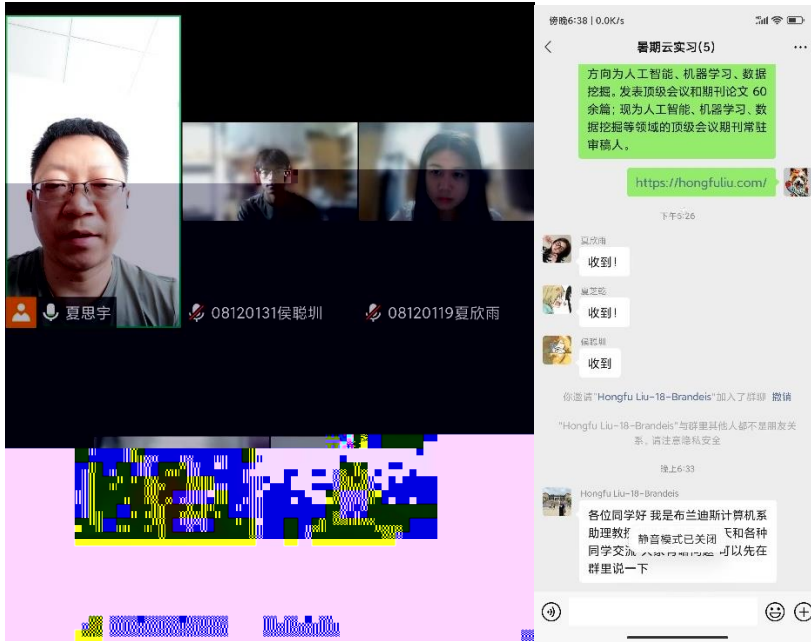 夏思宇
08120131侯聪圳
08120119夏欣雨
傍晚6:38 | 0.0K/s
暑期云实习(5)
方向为人工智能、机器学习、数据
挖掘。发表顶级会议和期刊论文 60
余篇；现为人工智能、机器学习、数
据挖掘等领域的顶级会议期刊常驻
审稿人。
https://hongfuliu.com/
下午5:26
夏欣雨
收到！
收到！
侯聪圳
收到
你邀请"Hongfu Liu-18-Brandeis"加入了群聊 撤销
"Hongfu Liu-18-Brandeis"与群里其他人都不是朋友关
系，请注意隐私安全
晚上6:33
Hongfu Liu-18-Brandeis
各位同学好 我是布兰迪斯计算机系
助理教
静音模式已关闭
和各种
同学交流
可以先在
群里说一下